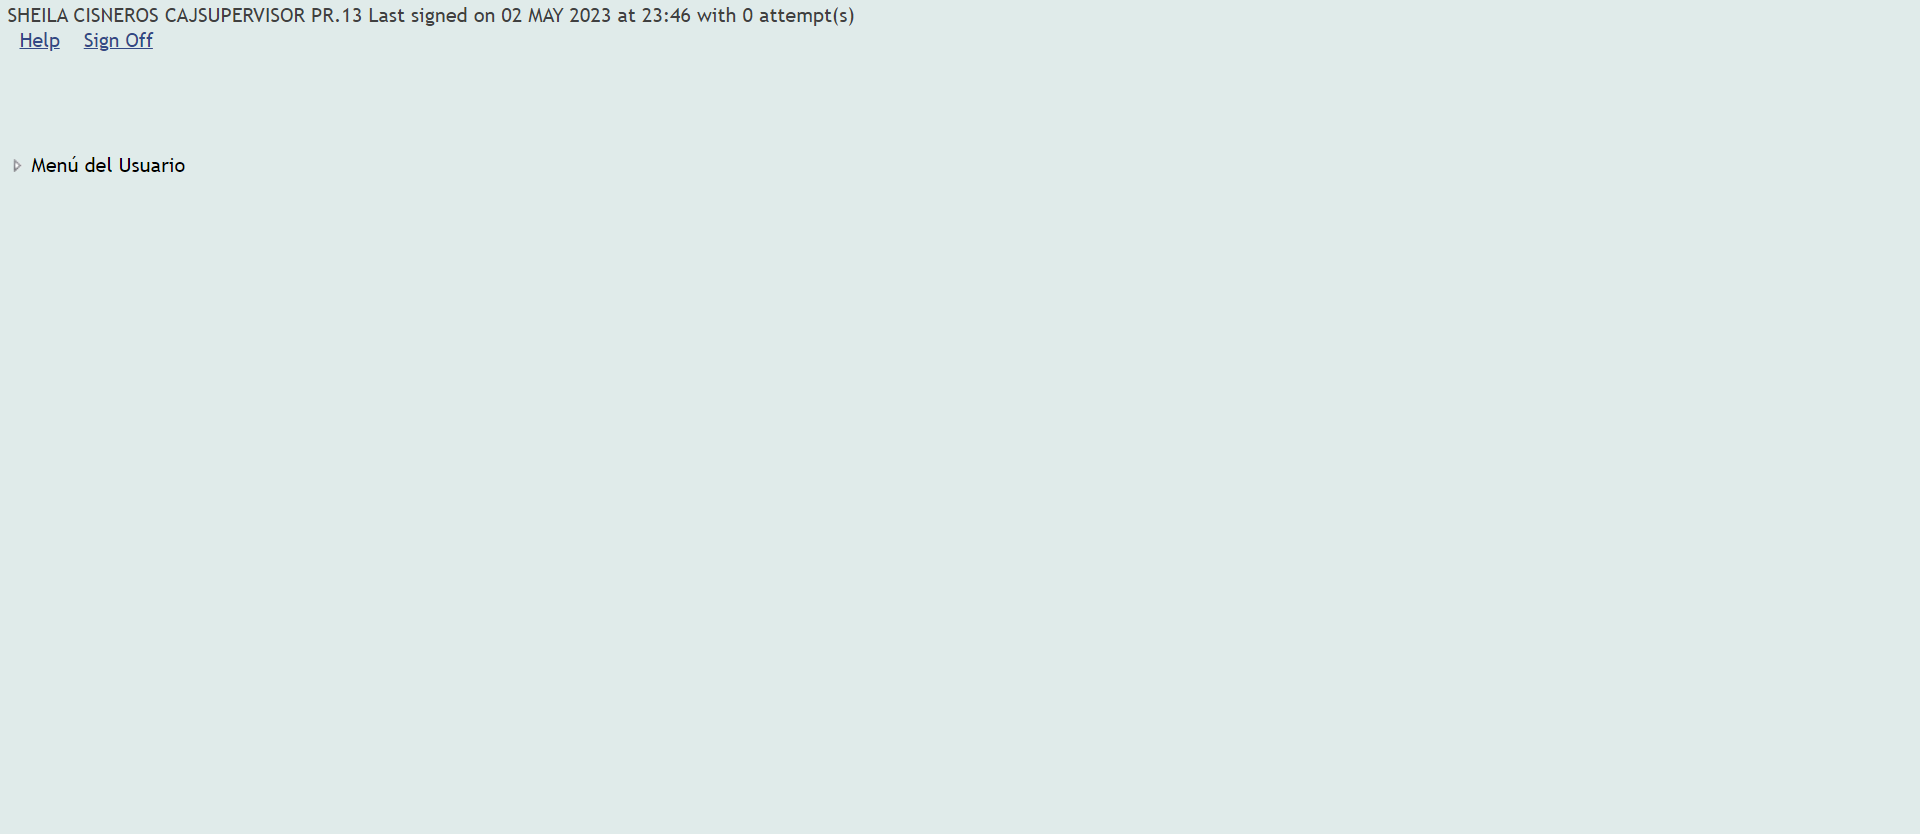 SHEILA CISNEROS CAJSUPERVISOR PR.13 Last signed on 02 MAY 2023 at 23:46 with 0 attempt(s)
Help Sign Off
Menú del Usuario